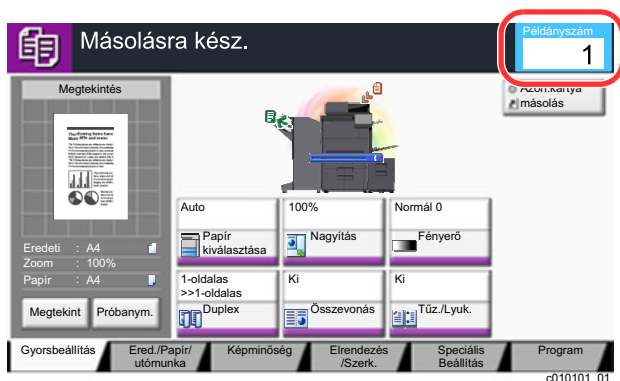 Másolásra kész.
Példányszám
1
Azon.kártya
másolás
Megtekintés
Eredeti : A4
Zoom : 100%
Papír : A4
Megtekint
Próbanym.
Auto
Papír
kiválasztása
100%
Nagyítás
Normál 0
Fényerő
1-oldalas
>>1-oldalas
Duplex
Ki
Összevonás
Ki
Tűz./Lyuk.
Gyorsbeállítás
Ered./Papír/
utómunka
Képminőség
Elrendezés
/Szerk.
Speciális
Beállítás
Program
c010101_01